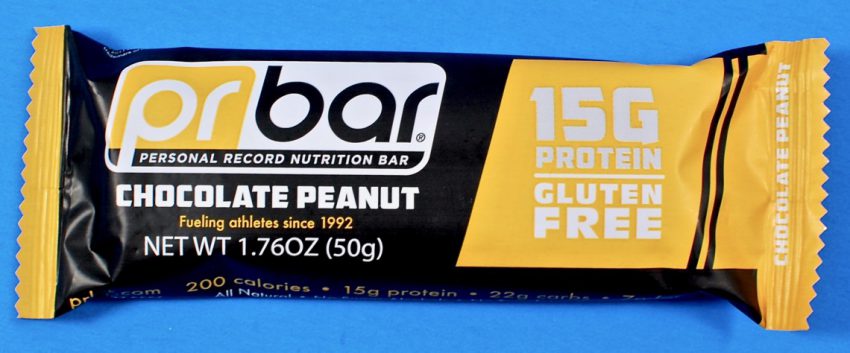 prbar®
PERSONAL RECORD NUTRITION BAR
CHOCOLATE PEANUT
Fueling athletes since 1992
NET WT 1.76OZ (50g)
15G
PROTEIN
GLUTEN
FREE
CHOCOLATE PEANUT
200 calories • 15g protein • 22g carbs •
All Natural •